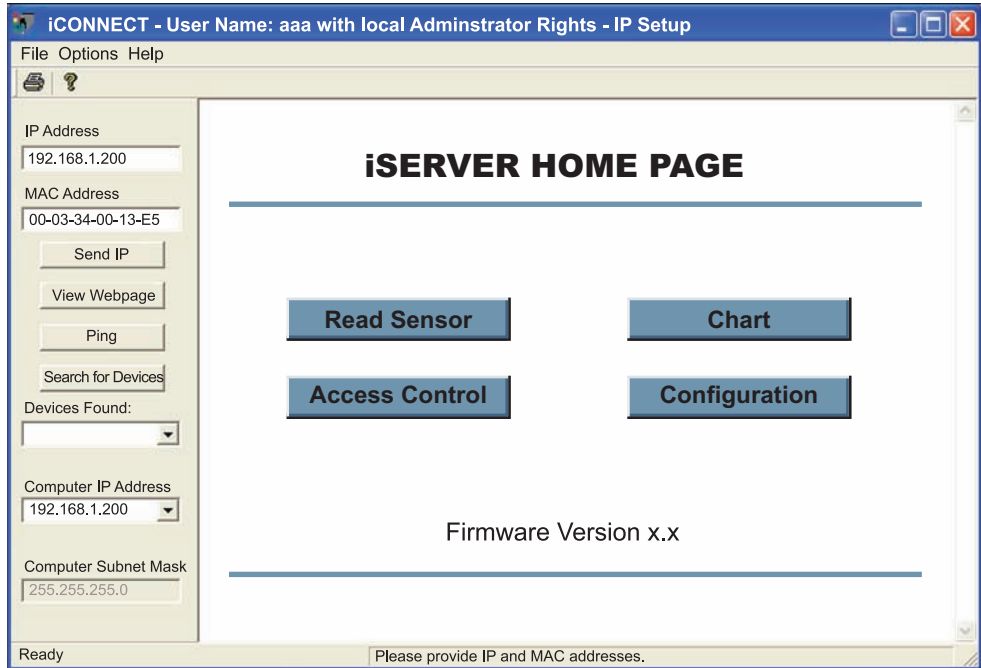 iCONNECT - User Name: aaa with local Adminstrator Rights - IP Setup
File Options Help
IP Address
192.168.1.200
MAC Address
00-03-34-00-13-E5
Send IP
View Webpage
Ping
Search for Devices
Devices Found:
Computer IP Address
192.168.1.200
Computer Subnet Mask
255.255.255.0
iSERVER HOME PAGE
Read Sensor
Chart
Access Control
Configuration
Firmware Version x.x
Ready
Please provide IP and MAC addresses.